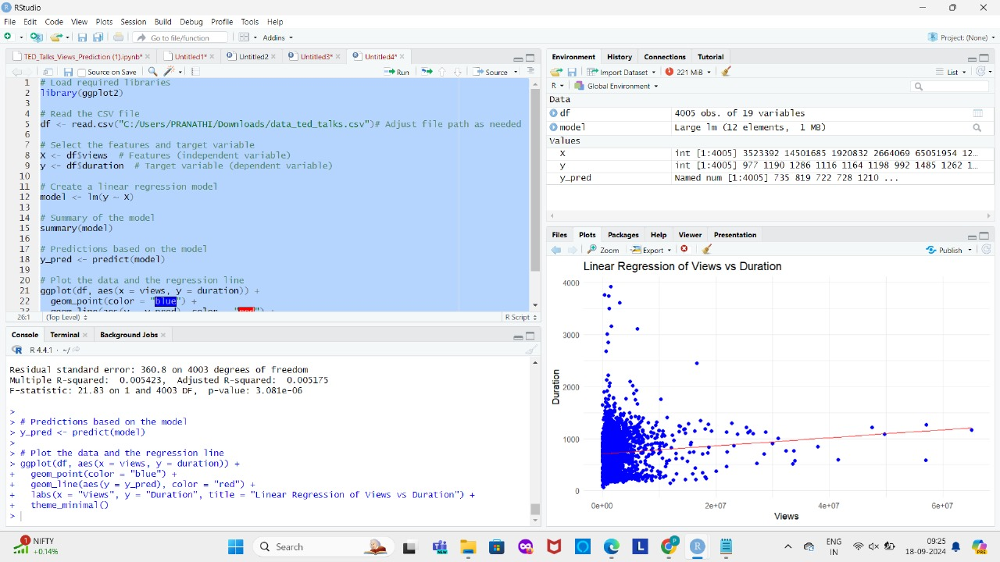 RStudio
File Edit Code View Plots Session Build Debug Profile Tools Help
Go to file/function Addins Project: (None)
TED_Talks_Views_Prediction (1).ipynb* Untitled1* Untitled2 Untitled3* Untitled4*
Source on Save Run Source
1 # Load required libraries
2 library(ggplot2)
3
4 # Read the CSV file
5 df <- read.csv("C:/Users/PRANATHI/Downloads/data_ted_talks.csv")# Adjust file path as needed
6
7 # Select the features and target variable
8 X <- df$views # Features (independent variable)
9 y <- df$duration # Target variable (dependent variable)
10
11 # Create a linear regression model
12 model <- lm(y ~ X)
13
14 # Summary of the model
15 summary(model)
16
17 # Predictions based on the model
18 y_pred <- predict(model)
19
20 # Plot the data and the regression line
21 ggplot(df, aes(x = views, y = duration)) +
22 geom_point(color = "blue") +
23 geom_line(aes(y = y_pred), color = "red") +
26:1 (Top Level) R Script
Console Terminal Background Jobs
R 4.4.1 · ~/
Residual standard error: 360.8 on 4003 degrees of freedom
Multiple R-squared: 0.005423, Adjusted R-squared: 0.005175
F-statistic: 21.83 on 1 and 4003 DF, p-value: 3.081e-06
>
> # Predictions based on the model
> y_pred <- predict(model)
>
> # Plot the data and the regression line
> ggplot(df, aes(x = views, y = duration)) +
+ geom_point(color = "blue") +
+ geom_line(aes(y = y_pred), color = "red") +
+ labs(x = "Views", y = "Duration", title = "Linear Regression of Views vs Duration") +
+ theme_minimal()
>
Environment History Connections Tutorial
Import Dataset 221 MiB List
R Global Environment
Data
df 4005 obs. of 19 variables
model Large lm (12 elements, 1 MB)
Values
X int [1:4005] 3523392 14501685 1920832 2664069 65051954 12…
y int [1:4005] 977 1190 1286 1116 1164 1198 992 1485 1262 1…
y_pred Named num [1:4005] 735 819 722 728 1210 ...
Files Plots Packages Help Viewer Presentation
Zoom Export Publish
Linear Regression of Views vs Duration
4000
3000
2000
1000
0
Duration
0e+00 2e+07 4e+07 6e+07
Views
1 NIFTY
+0.14%
Search
NEW
L
P
R
ENG
IN
09:25
18-09-2024
PRE